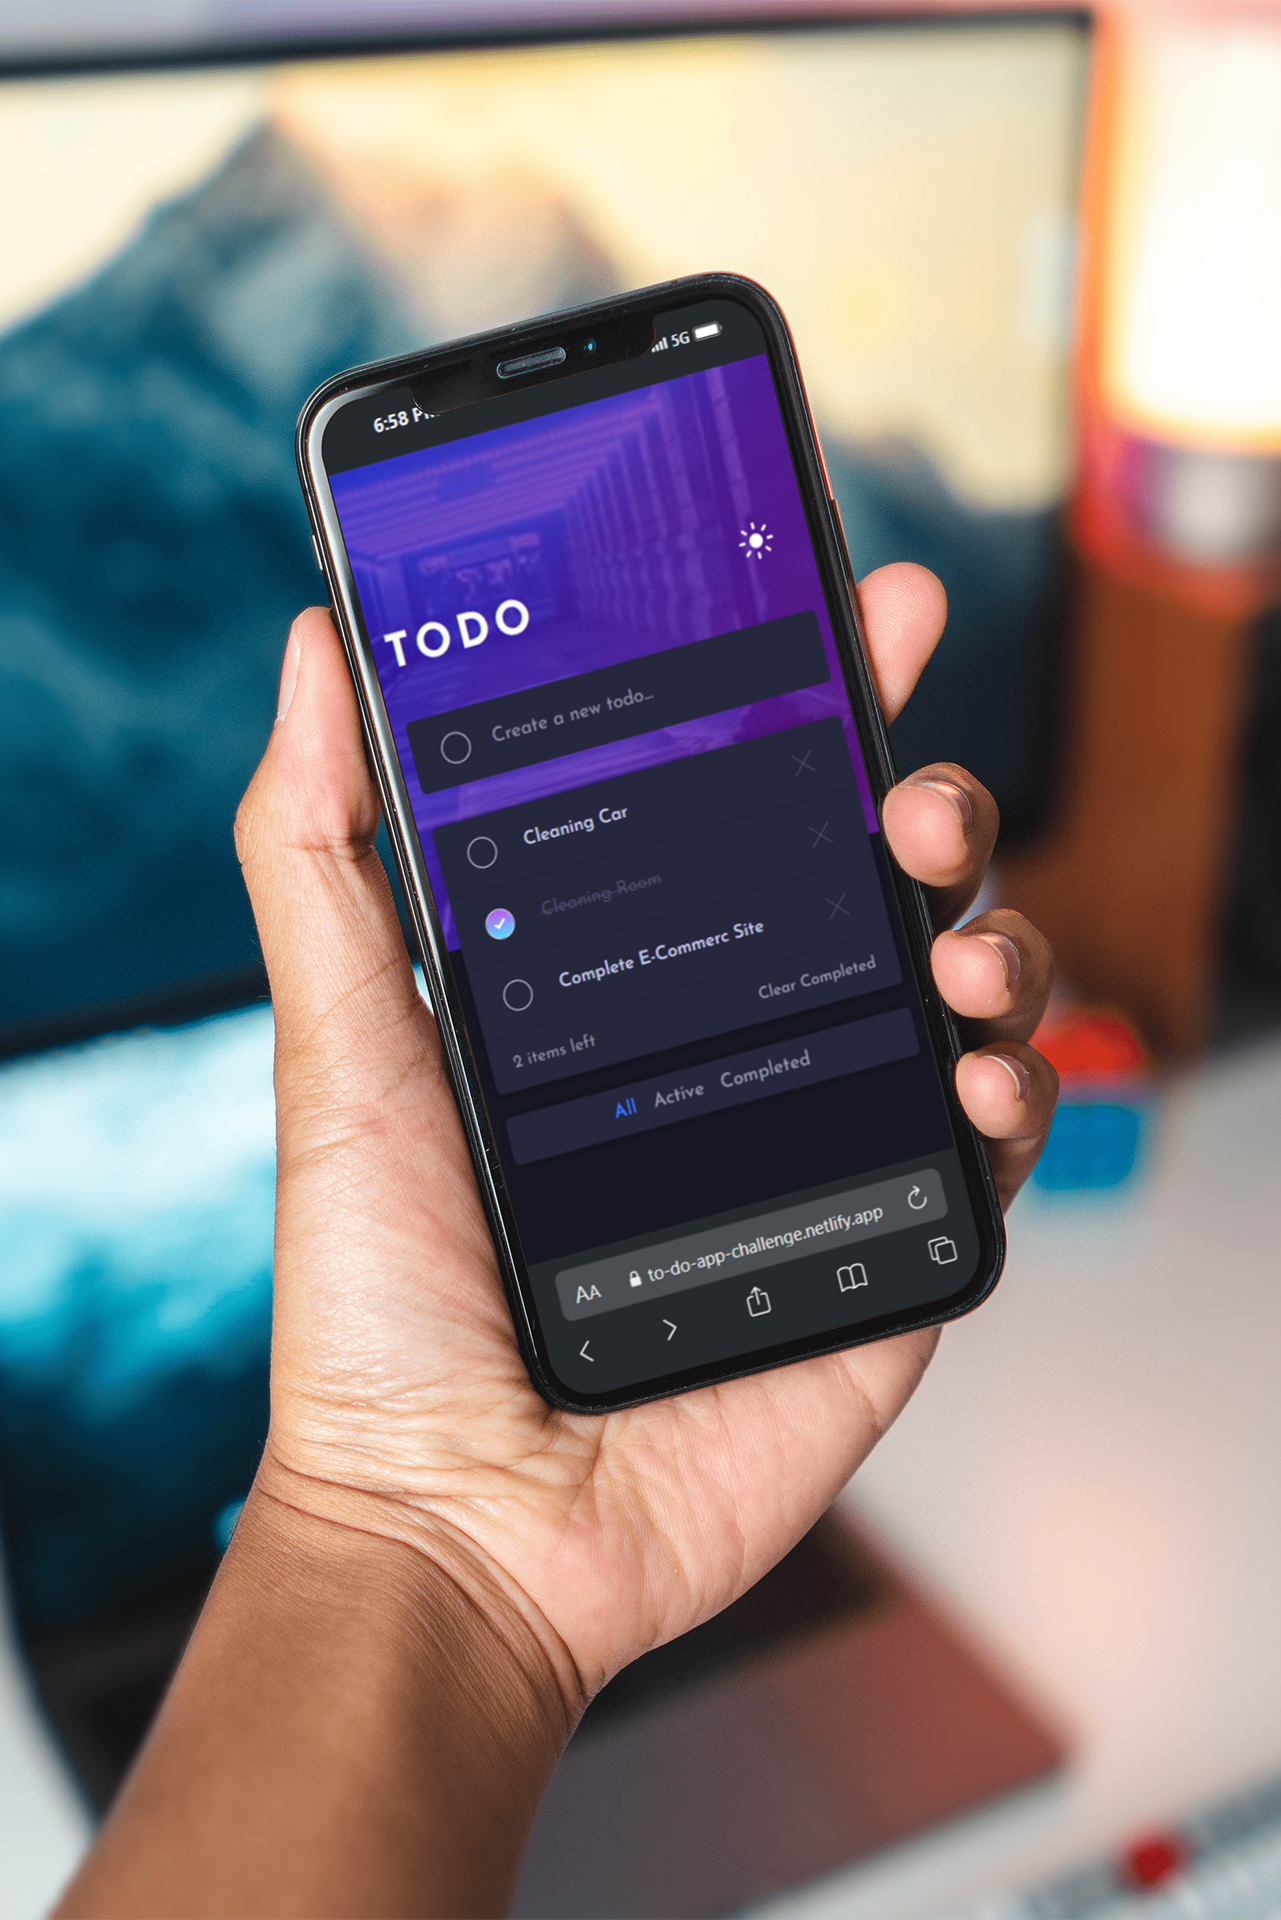 6:58 PM
5G
TODO
Create a new todo...
Cleaning Car
Cleaning Room
Complete E-Commerc Site
2 items left
Clear Completed
All Active Completed
AA to-do-app-challenge.netlify.app